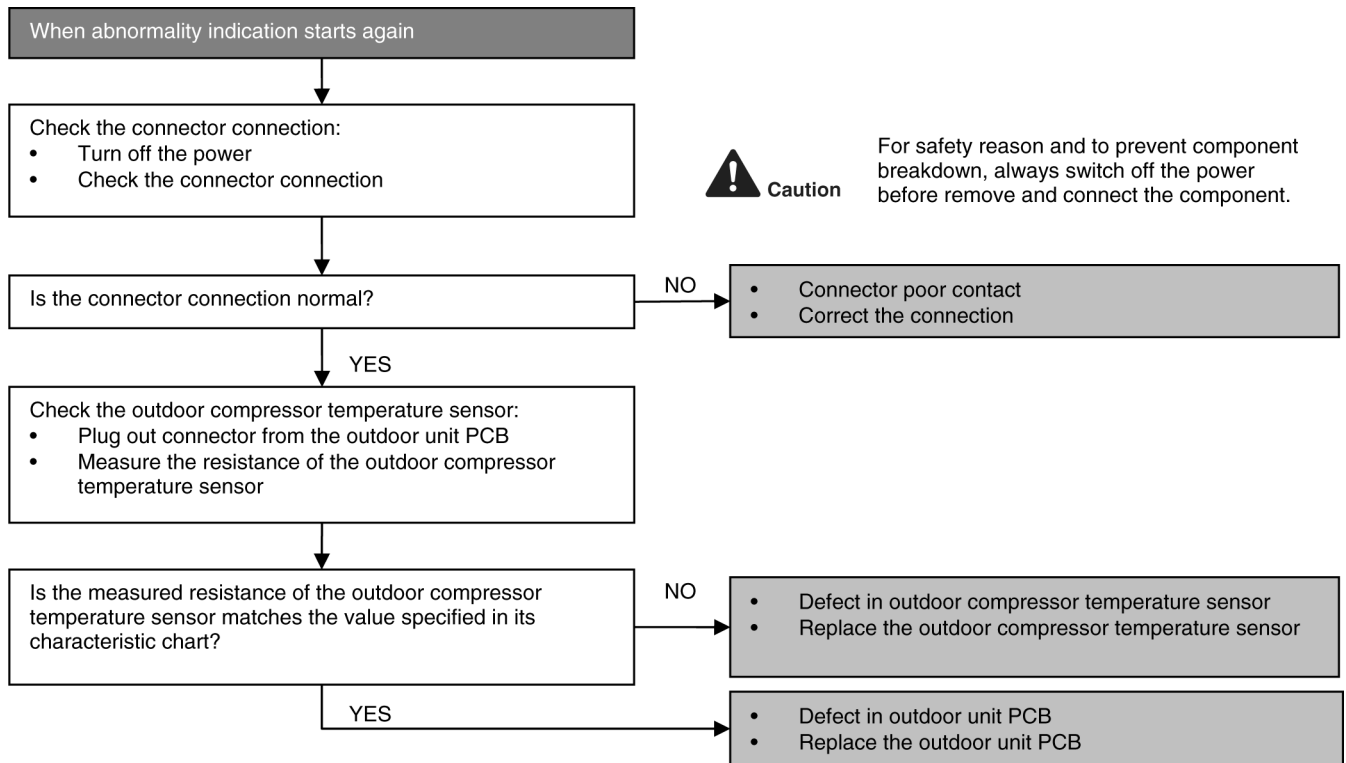 When abnormality indication starts again
Check the connector connection:
• Turn off the power
• Check the connector connection
Caution
For safety reason and to prevent component
breakdown, always switch off the power
before remove and connect the component.
Is the connector connection normal?
NO
• Connector poor contact
• Correct the connection
YES
Check the outdoor compressor temperature sensor:
• Plug out connector from the outdoor unit PCB
• Measure the resistance of the outdoor compressor
temperature sensor
Is the measured resistance of the outdoor compressor
temperature sensor matches the value specified in its
characteristic chart?
NO
• Defect in outdoor compressor temperature sensor
• Replace the outdoor compressor temperature sensor
YES
• Defect in outdoor unit PCB
• Replace the outdoor unit PCB